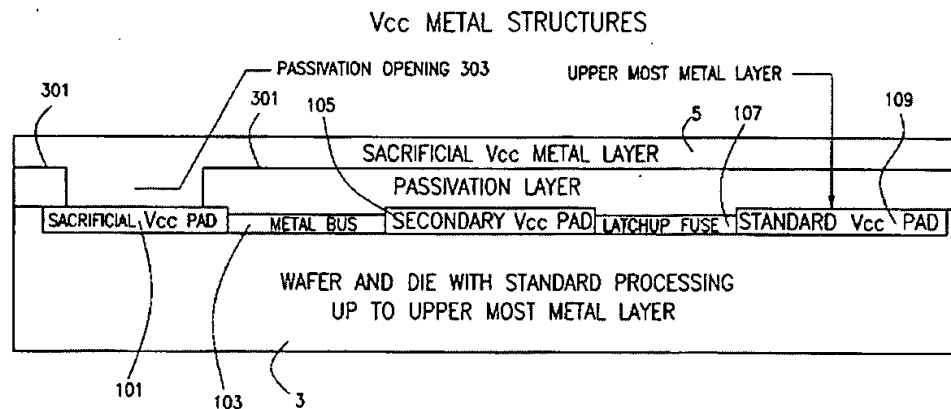 Vcc METAL STRUCTURES
PASSIVATION OPENING 303
UPPER MOST METAL LAYER
301
301
105
5
107
109
SACRIFICIAL Vcc METAL LAYER
PASSIVATION LAYER
SACRIFICIAL Vcc PAD
METAL BUS
SECONDARY Vcc PAD
LATCHUP FUSE
STANDARD Vcc PAD
WAFER AND DIE WITH STANDARD PROCESSING
UP TO UPPER MOST METAL LAYER
101
103
3